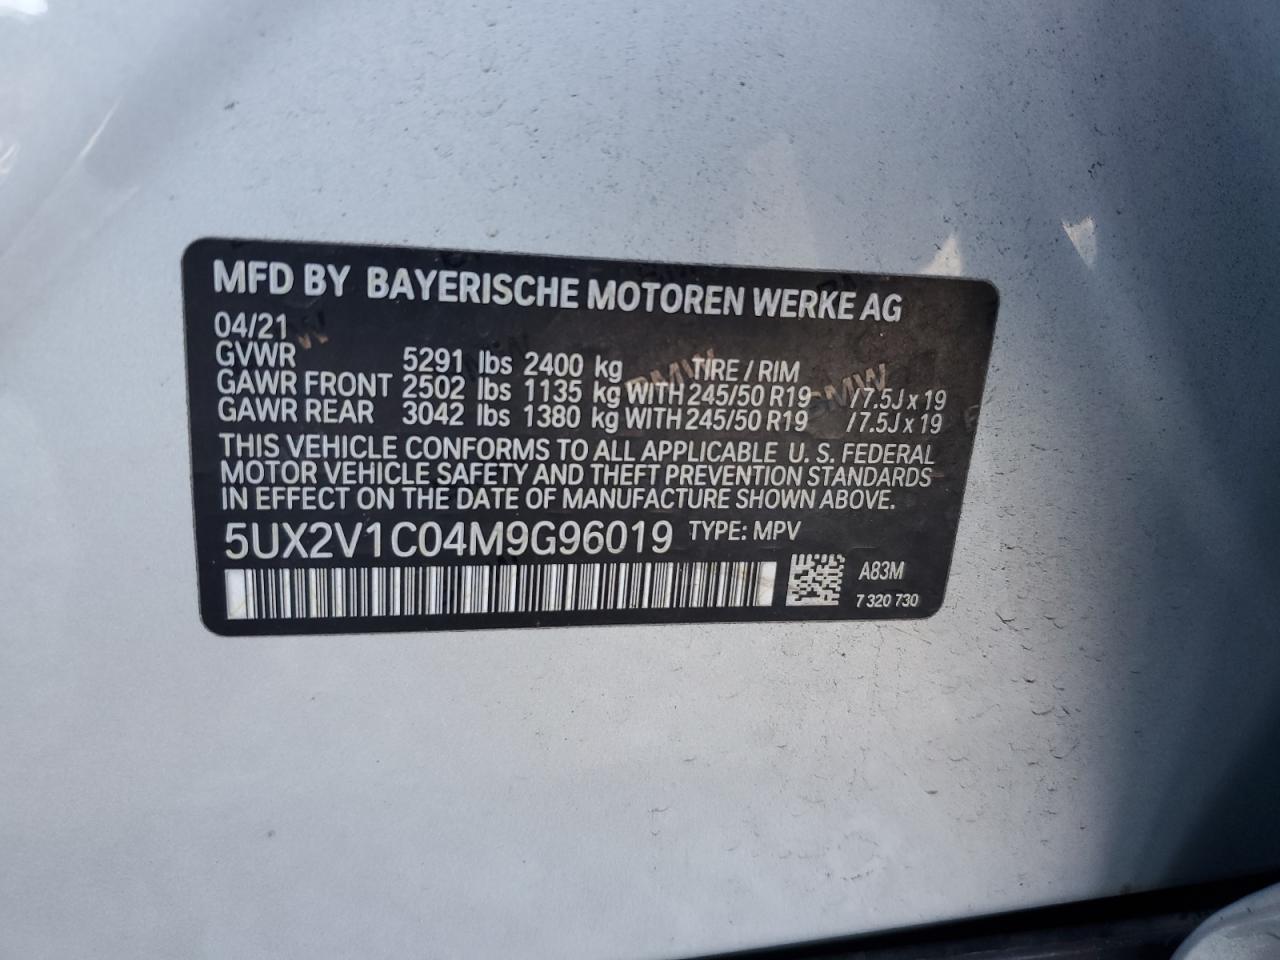 MFD BY BAYERISCHE MOTOREN WERKE AG
04/21
GVWR 5291 lbs 2400 kg TIRE / RIM
GAWR FRONT 2502 lbs 1135 kg WITH 245/50 R19 / 7.5J x 19
GAWR REAR 3042 lbs 1380 kg WITH 245/50 R19 / 7.5J x 19
THIS VEHICLE CONFORMS TO ALL APPLICABLE U. S. FEDERAL
MOTOR VEHICLE SAFETY AND THEFT PREVENTION STANDARDS
IN EFFECT ON THE DATE OF MANUFACTURE SHOWN ABOVE.
5UX2V1C04M9G96019 TYPE: MPV
A83M
7 320 730